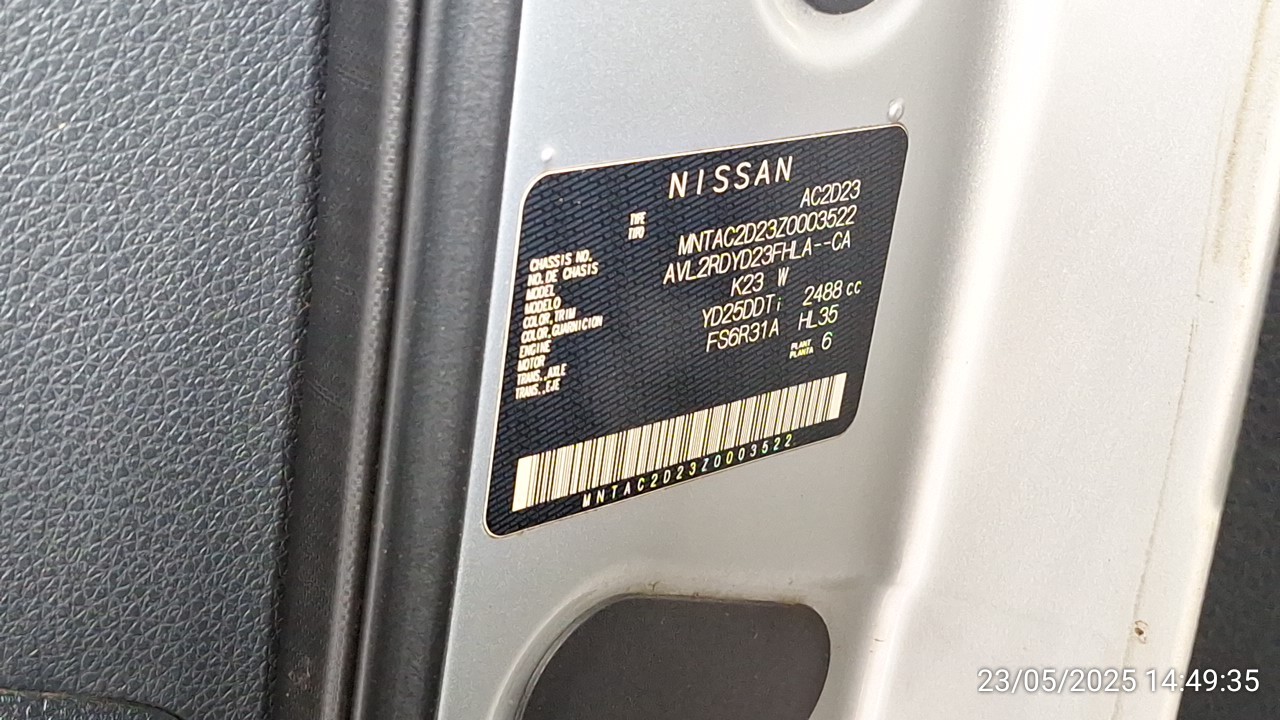 NISSAN
TYPE
TIPO
AC2D23
CHASSIS NO.
NO.DE CHASIS
MNTAC2D23Z0003522
MODEL
MODELO
AVL2RDYD23FHLA--CA
COLOR,TRIM
COLOR,GUARNICION
K23 W
ENGINE
MOTOR
YD25DDTi 2488 cc
TRANS.,AXLE
TRANS.,EJE
FS6R31A HL35
PLANT
PLANTA
6
MNTAC2D23Z0003522
23/05/2025 14:49:35